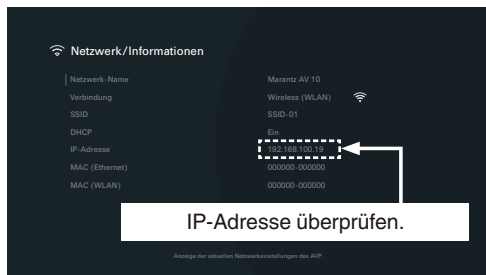 Netzwerk/Informationen
Netzwerk-Name Marantz AV 10
Verbindung Wireless (WLAN)
SSID SSID-01
DHCP Ein
IP-Adresse 192.168.100.19
MAC (Ethernet) 000000-000000
MAC (WLAN) 000000-000000
IP-Adresse überprüfen.
Anzeige der aktuellen Netzwerkeinstellungen des AVP.